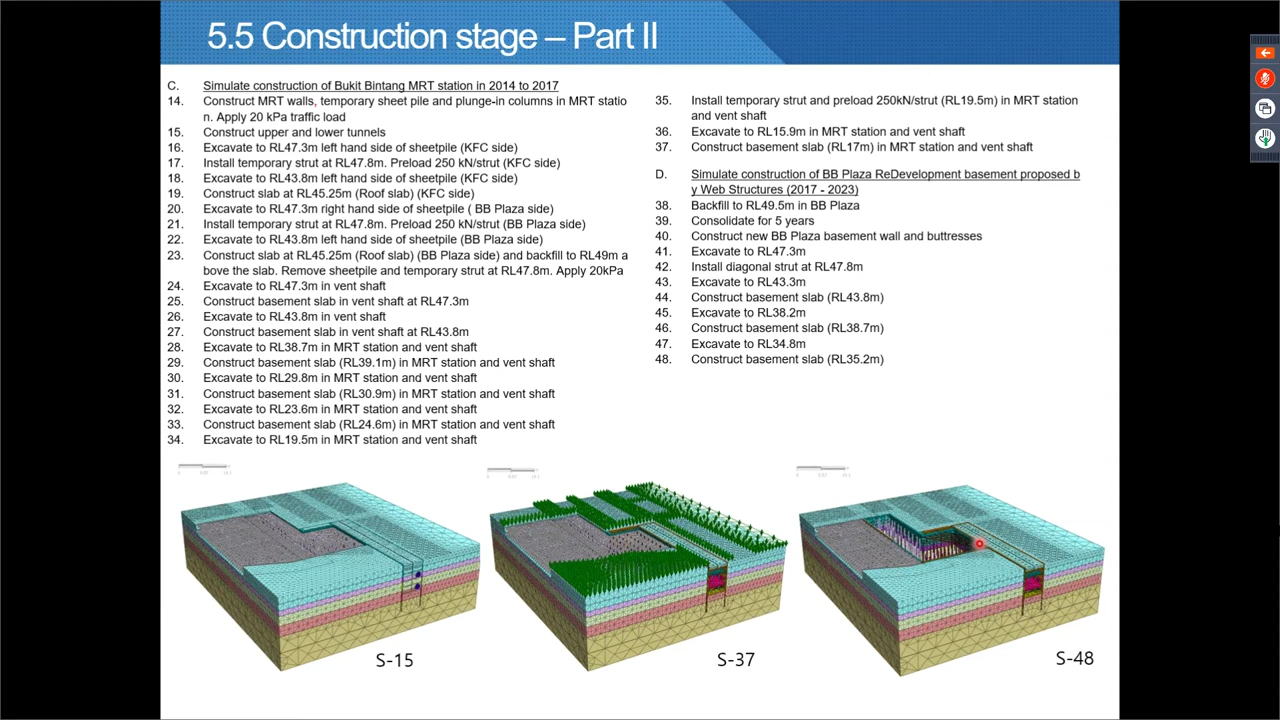 5.5 Construction stage – Part II
C. Simulate construction of Bukit Bintang MRT station in 2014 to 2017
14. Construct MRT walls, temporary sheet pile and plunge-in columns in MRT statio
n. Apply 20 kPa traffic load
15. Construct upper and lower tunnels
16. Excavate to RL47.3m left hand side of sheetpile (KFC side)
17. Install temporary strut at RL47.8m. Preload 250 kN/strut (KFC side)
18. Excavate to RL43.8m left hand side of sheetpile (KFC side)
19. Construct slab at RL45.25m (Roof slab) (KFC side)
20. Excavate to RL47.3m right hand side of sheetpile ( BB Plaza side)
21. Install temporary strut at RL47.8m. Preload 250 kN/strut (BB Plaza side)
22. Excavate to RL43.8m left hand side of sheetpile (BB Plaza side)
23. Construct slab at RL45.25m (Roof slab) (BB Plaza side) and backfill to RL49m a
bove the slab. Remove sheetpile and temporary strut at RL47.8m. Apply 20kPa
24. Excavate to RL47.3m in vent shaft
25. Construct basement slab in vent shaft at RL47.3m
26. Excavate to RL43.8m in vent shaft
27. Construct basement slab in vent shaft at RL43.8m
28. Excavate to RL38.7m in MRT station and vent shaft
29. Construct basement slab (RL39.1m) in MRT station and vent shaft
30. Excavate to RL29.8m in MRT station and vent shaft
31. Construct basement slab (RL30.9m) in MRT station and vent shaft
32. Excavate to RL23.6m in MRT station and vent shaft
33. Construct basement slab (RL24.6m) in MRT station and vent shaft
34. Excavate to RL19.5m in MRT station and vent shaft
35. Install temporary strut and preload 250kN/strut (RL19.5m) in MRT station
and vent shaft
36. Excavate to RL15.9m in MRT station and vent shaft
37. Construct basement slab (RL17m) in MRT station and vent shaft
D. Simulate construction of BB Plaza ReDevelopment basement proposed b
y Web Structures (2017 - 2023)
38. Backfill to RL49.5m in BB Plaza
39. Consolidate for 5 years
40. Construct new BB Plaza basement wall and buttresses
41. Excavate to RL47.3m
42. Install diagonal strut at RL47.8m
43. Excavate to RL43.3m
44. Construct basement slab (RL43.8m)
45. Excavate to RL38.2m
46. Construct basement slab (RL38.7m)
47. Excavate to RL34.8m
48. Construct basement slab (RL35.2m)
S-15
S-37
S-48